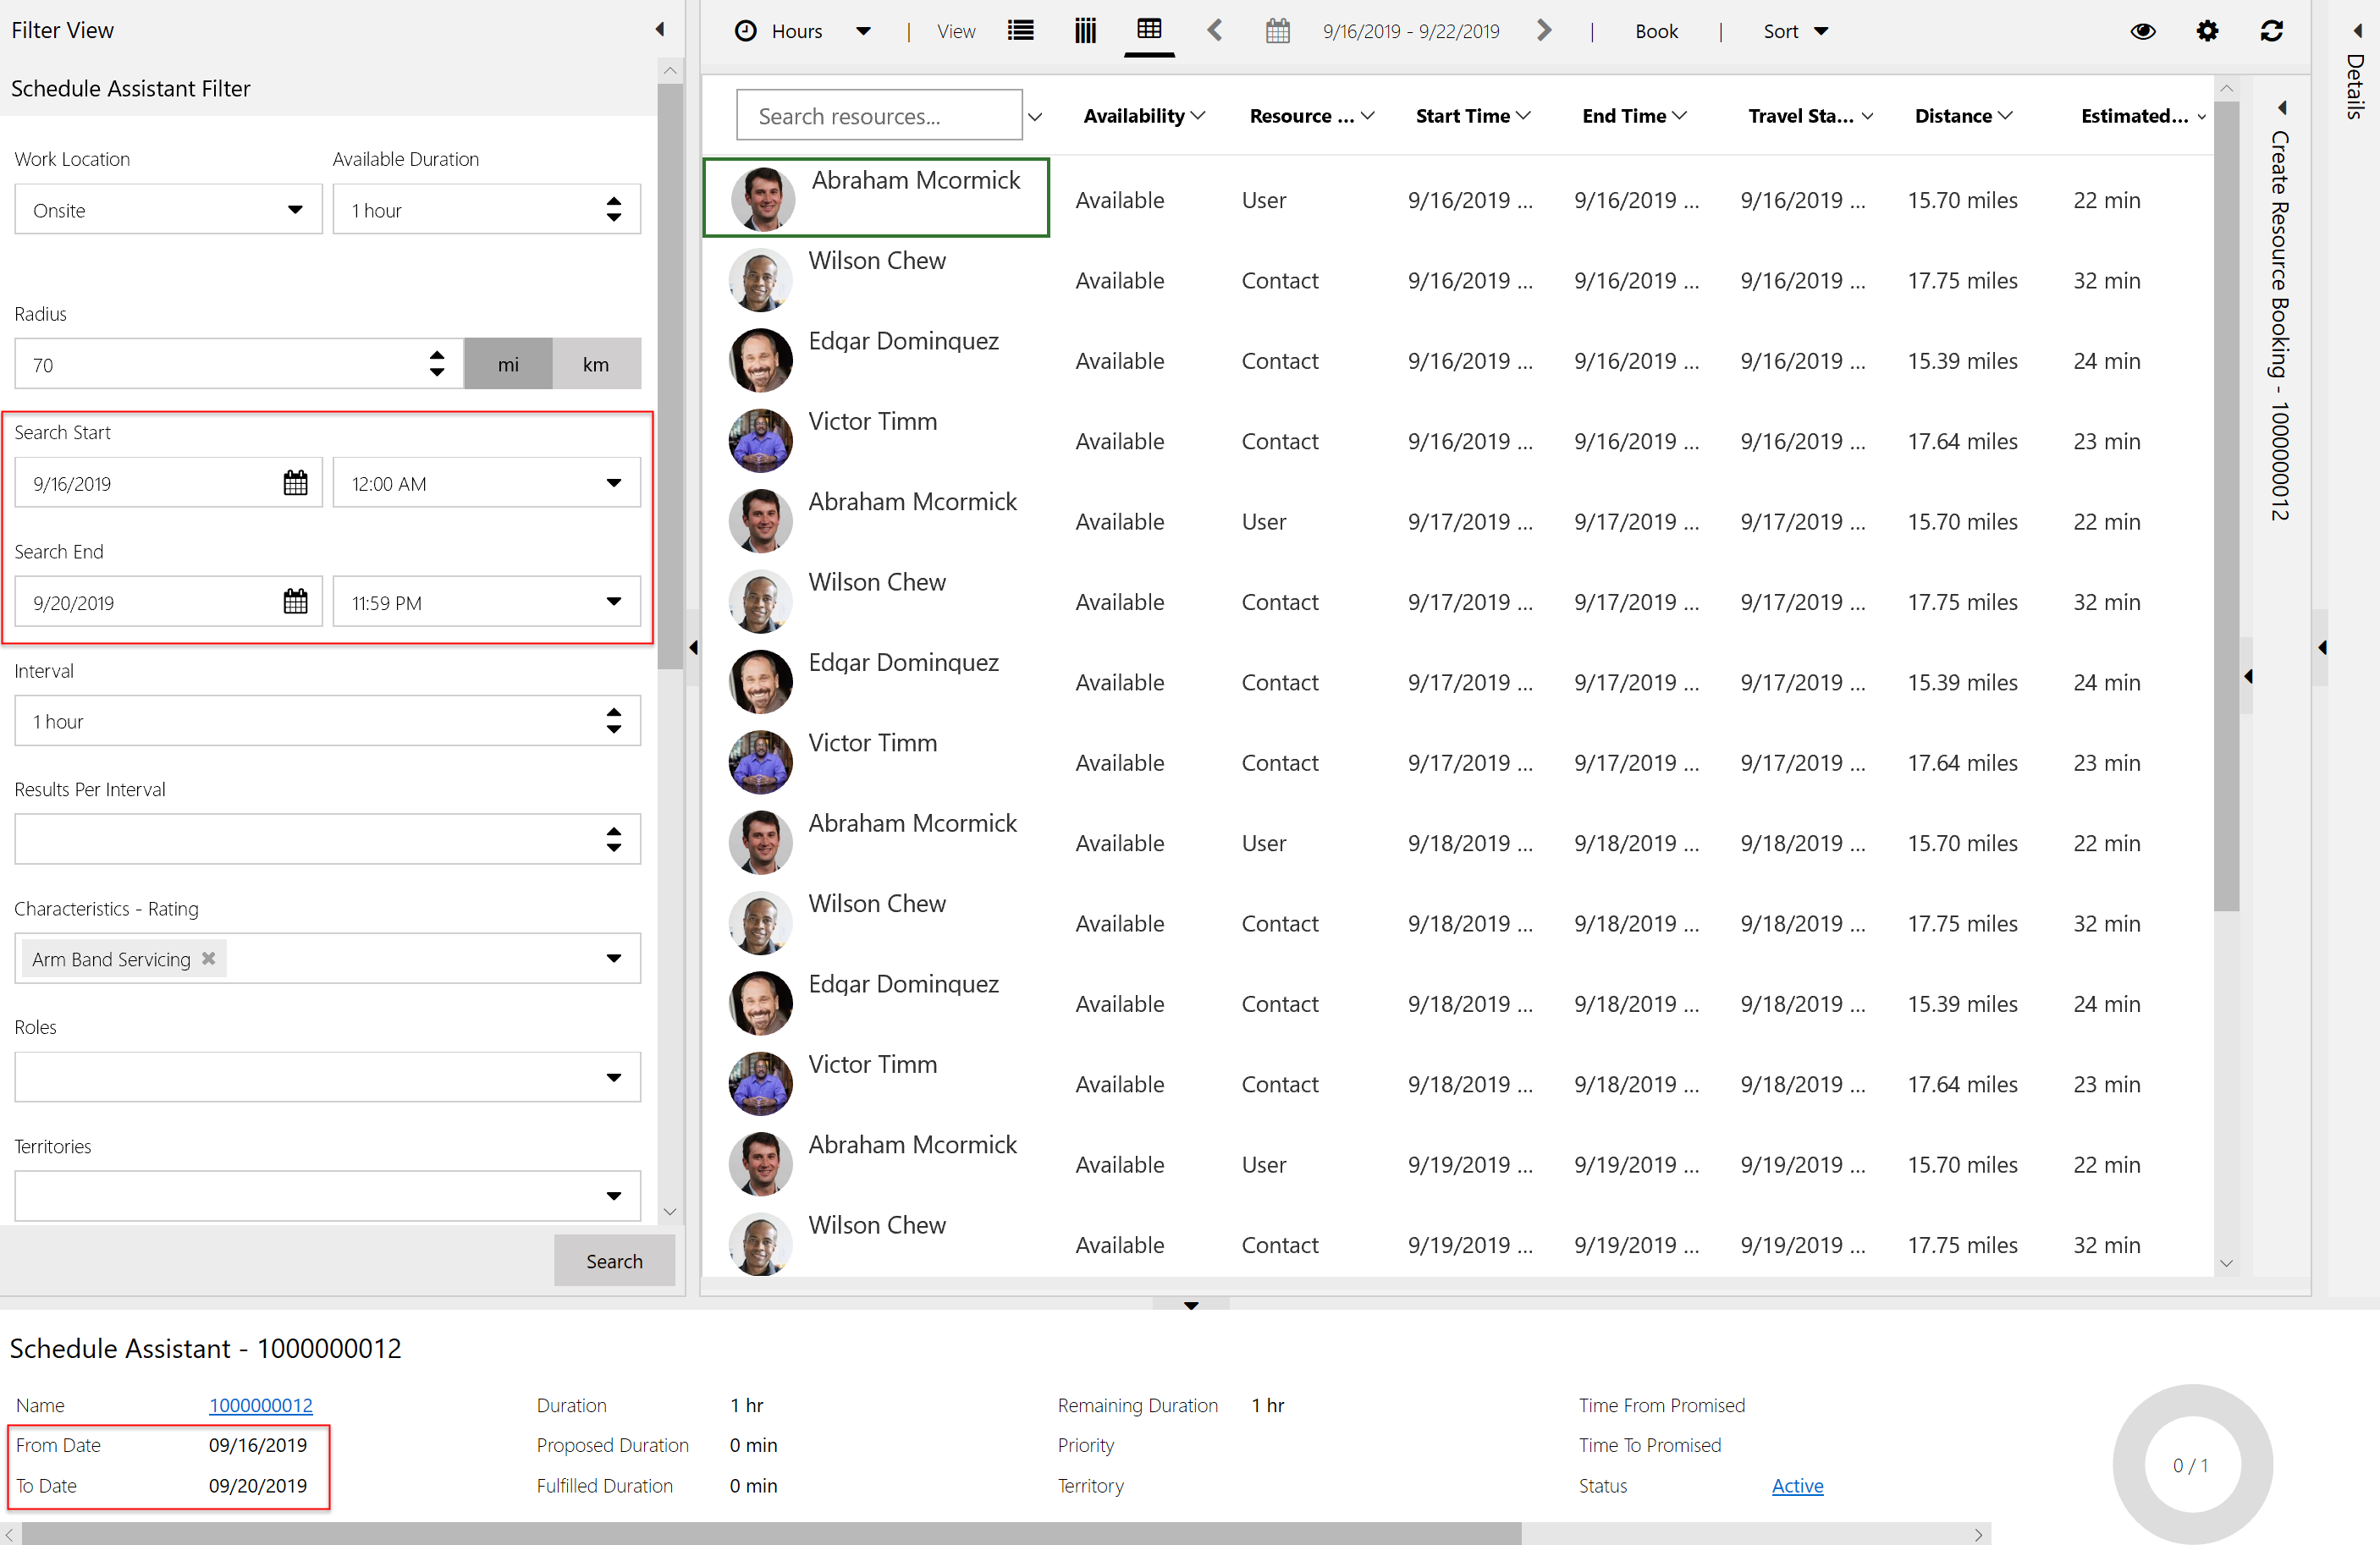 Filter View
Hours | View 9/16/2019 - 9/22/2019 | Book | Sort
Details
Schedule Assistant Filter
Work Location
Available Duration
Onsite
1 hour
Radius
70
mi
km
Search Start
9/16/2019
12:00 AM
Search End
9/20/2019
11:59 PM
Interval
1 hour
Results Per Interval
Characteristics - Rating
Arm Band Servicing
Roles
Territories
Search
Search resources... Availability Resource ... Start Time End Time Travel Sta... Distance Estimated...
Abraham Mcormick Available User 9/16/2019 ... 9/16/2019 ... 9/16/2019 ... 15.70 miles 22 min
Wilson Chew Available Contact 9/16/2019 ... 9/16/2019 ... 9/16/2019 ... 17.75 miles 32 min
Edgar Dominquez Available Contact 9/16/2019 ... 9/16/2019 ... 9/16/2019 ... 15.39 miles 24 min
Victor Timm Available Contact 9/16/2019 ... 9/16/2019 ... 9/16/2019 ... 17.64 miles 23 min
Abraham Mcormick Available User 9/17/2019 ... 9/17/2019 ... 9/17/2019 ... 15.70 miles 22 min
Wilson Chew Available Contact 9/17/2019 ... 9/17/2019 ... 9/17/2019 ... 17.75 miles 32 min
Edgar Dominquez Available Contact 9/17/2019 ... 9/17/2019 ... 9/17/2019 ... 15.39 miles 24 min
Victor Timm Available Contact 9/17/2019 ... 9/17/2019 ... 9/17/2019 ... 17.64 miles 23 min
Abraham Mcormick Available User 9/18/2019 ... 9/18/2019 ... 9/18/2019 ... 15.70 miles 22 min
Wilson Chew Available Contact 9/18/2019 ... 9/18/2019 ... 9/18/2019 ... 17.75 miles 32 min
Edgar Dominquez Available Contact 9/18/2019 ... 9/18/2019 ... 9/18/2019 ... 15.39 miles 24 min
Victor Timm Available Contact 9/18/2019 ... 9/18/2019 ... 9/18/2019 ... 17.64 miles 23 min
Abraham Mcormick Available User 9/19/2019 ... 9/19/2019 ... 9/19/2019 ... 15.70 miles 22 min
Wilson Chew Available Contact 9/19/2019 ... 9/19/2019 ... 9/19/2019 ... 17.75 miles 32 min
Create Resource Booking - 1000000012
Schedule Assistant - 1000000012
Name 1000000012 Duration 1 hr Remaining Duration 1 hr Time From Promised
From Date 09/16/2019 Proposed Duration 0 min Priority Time To Promised
To Date 09/20/2019 Fulfilled Duration 0 min Territory Status Active
0 / 1